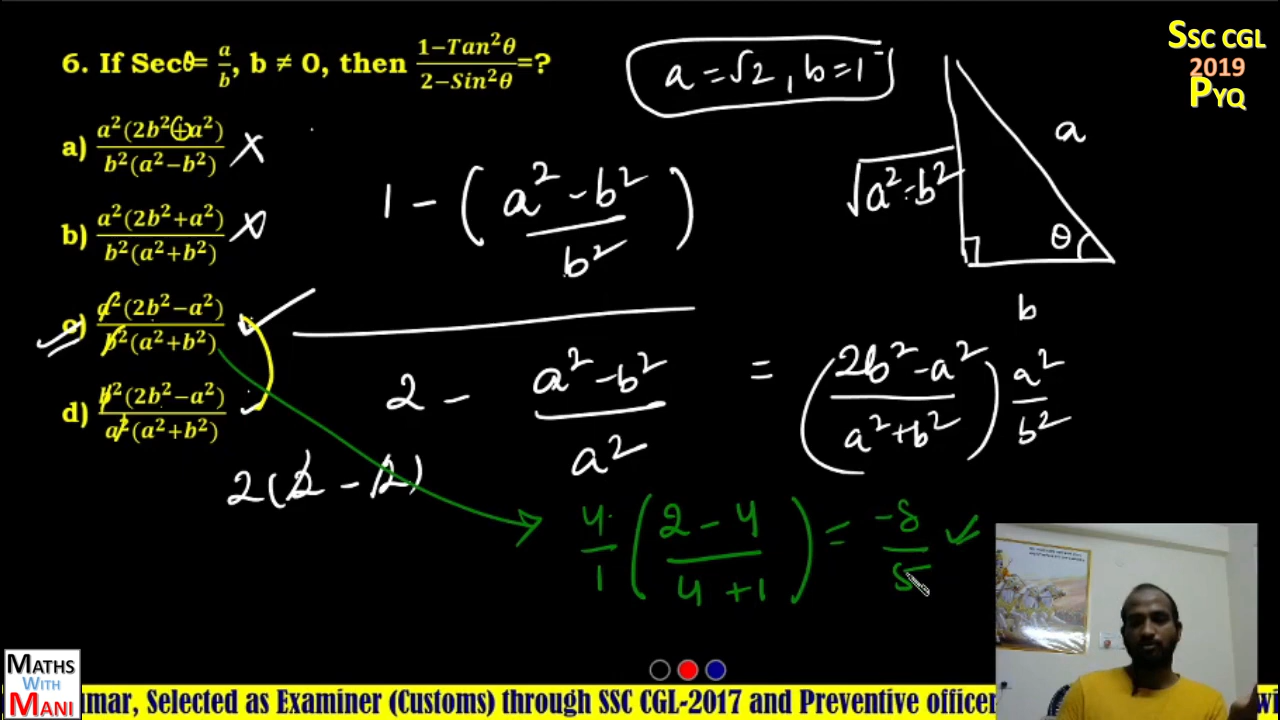 6. If Secθ= a/b, b ≠ 0, then (1−Tan²θ)/(2−Sin²θ)=?
a) a²(2b²+a²)/b²(a²−b²) ×
b) a²(2b²+a²)/b²(a²+b²) ×
c) a²(2b²−a²)/b²(a²+b²) ✓
d) b²(2b²−a²)/a²(a²+b²)
2(2 − 2)
a = √2 , b = 1
1 − (a² − b² / b²)
2 − a² − b² / a²
= (2b² − a² / a² + b²) a²/b²
4/1 (2 − 4 / 4 + 1) = −8/5 ✓
√a² − b²
a
θ
b
SSC CGL
2019
PYQ
MATHS
WITH
MANI
umar, Selected as Examiner (Customs) through SSC CGL-2017 and Preventive officer